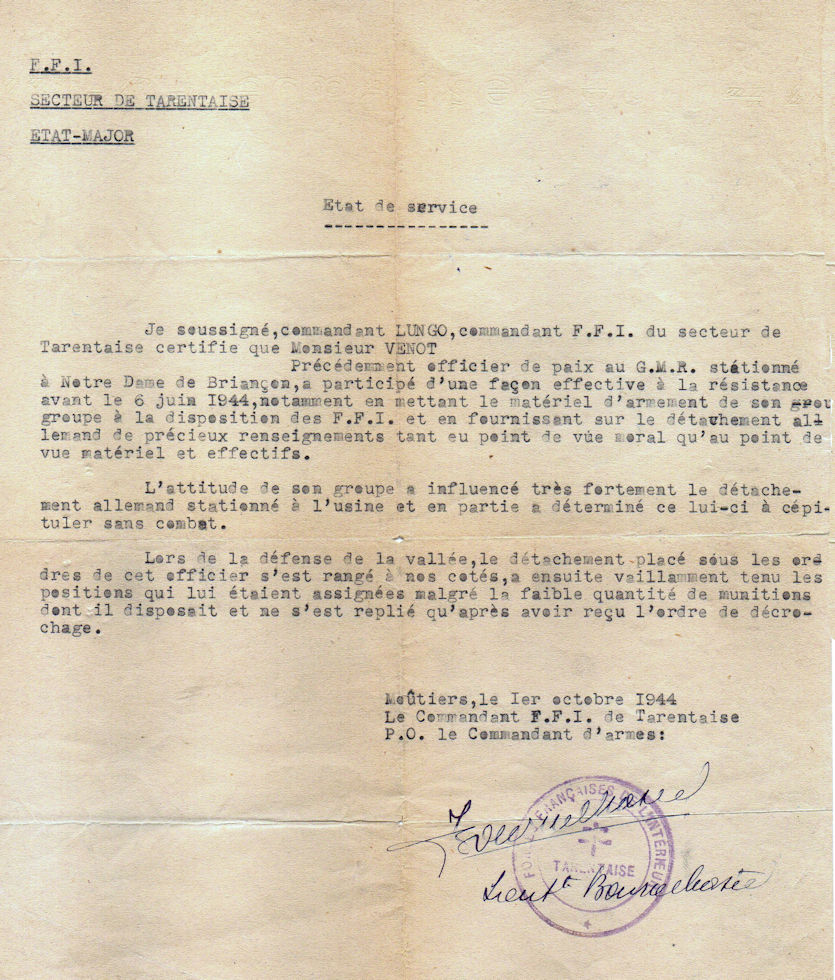 F.F.I.
SECTEUR DE TARENTAISE
ETAT-MAJOR
Etat de service
----------------
Je soussigné,commandant LUNGO,commandant F.F.I. du secteur de
Tarentaise certifie que Monsieur VENOT
Précédemment officier de paix au G.M.R. stationné
à Notre Dame de Briançon,a participé d'une façon effective à la résistance
avant le 6 juin 1944,notamment en mettant le matériel d'armement de son grou
groupe à la disposition des F.F.I. et en fournissant sur le détachement all
lemand de précieux renseignements tant eu point de vue moral qu'au point de
vue matériel et effectifs.
L'attitude de son groupe a influencé très fortement le détache-
ment allemand stationné à l'usine et en partie a déterminé ce lui-ci à cépi-
tuler sans combat.
Lors de la défense de la vallée,le détachement placé sous les ord
dres de cet officier s'est rangé à nos cotés,a ensuite vaillamment tenu les
positions qui lui étaient assignées malgré la faible quantité de munitions
dont il disposait et ne s'est replié qu'après avoir reçu l'ordre de décro-
chage.
Moûtiers,le Ier octobre 1944
Le Commandant F.F.I. de Tarentaise
P.O. le Commandant d'armes:
FORCES FRANÇAISES DE L'INTÉRIEUR
TARENTAISE
Lieut